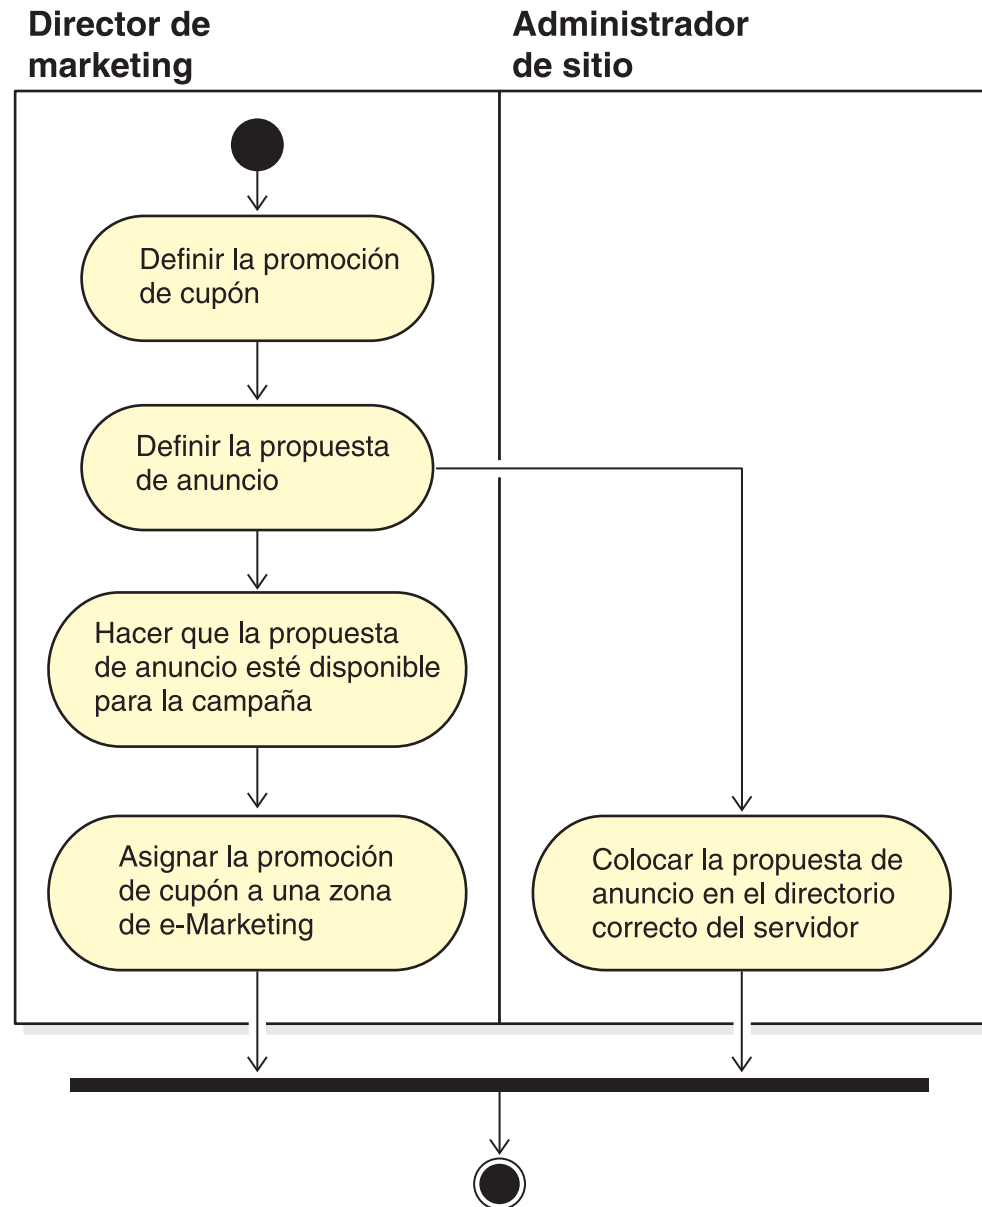 Director de
marketing
Administrador
de sitio
Definir la promoción
de cupón
Definir la propuesta
de anuncio
Hacer que la propuesta
de anuncio esté disponible
para la campaña
Asignar la promoción
de cupón a una zona
de e-Marketing
Colocar la propuesta de
anuncio en el directorio
correcto del servidor